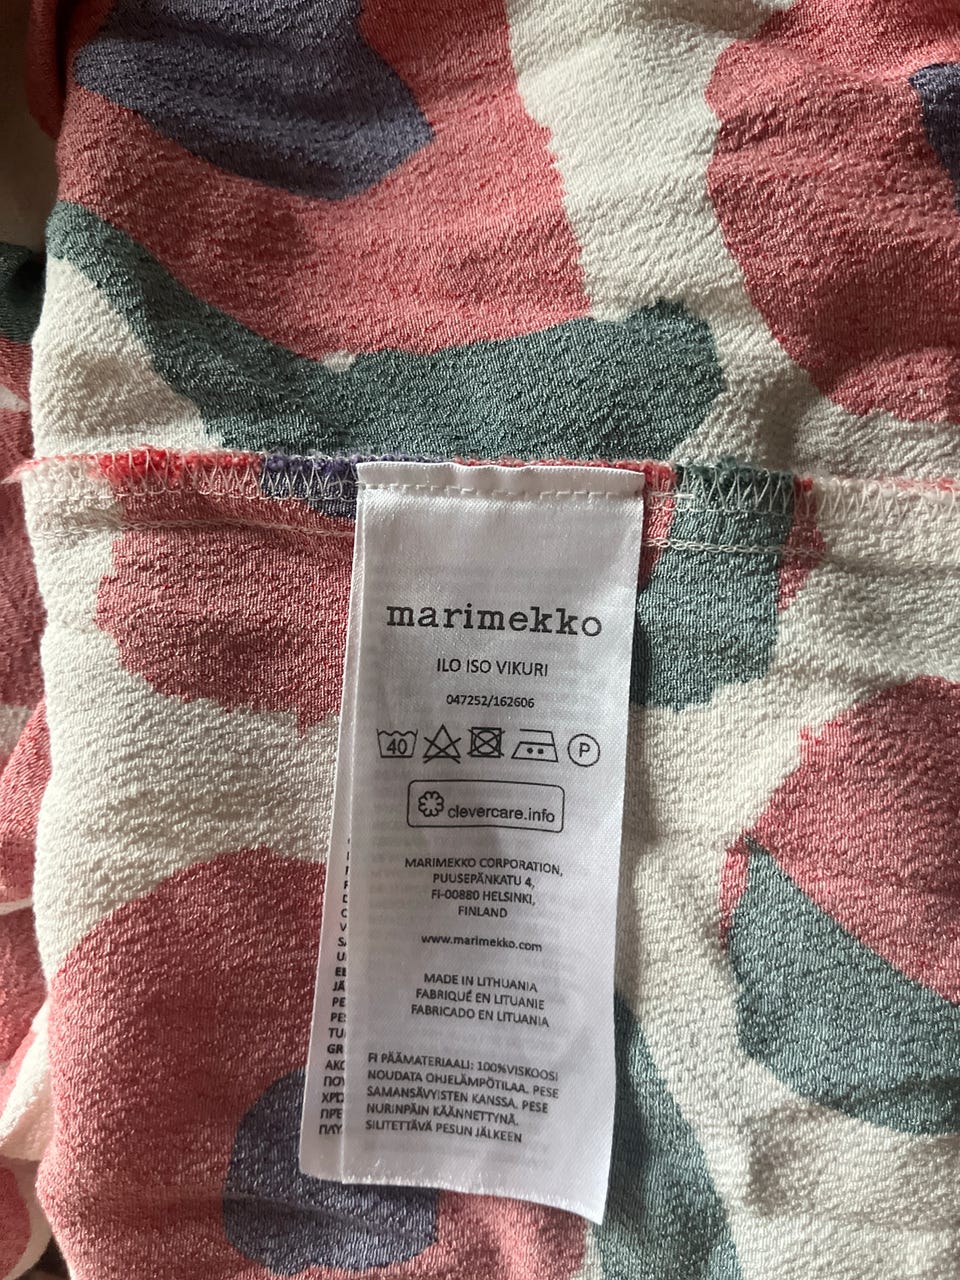 marimekko
ILO ISO VIKURI
047252/162606
40
P
clevercare.info
MARIMEKKO CORPORATION,
PUUSEPÄNKATU 4,
FI-00880 HELSINKI,
FINLAND
www.marimekko.com
MADE IN LITHUANIA
FABRIQUÉ EN LITUANIE
FABRICADO EN LITUANIA
FI PÄÄMATERIAALI: 100%VISKOOSI
NOUDATA OHJELÄMPÖTILAA. PESE
SAMANSÄVYISTEN KANSSA. PESE
NURINPÄIN KÄÄNNETTYNÄ.
SILITETTÄVÄ PESUN JÄLKEEN